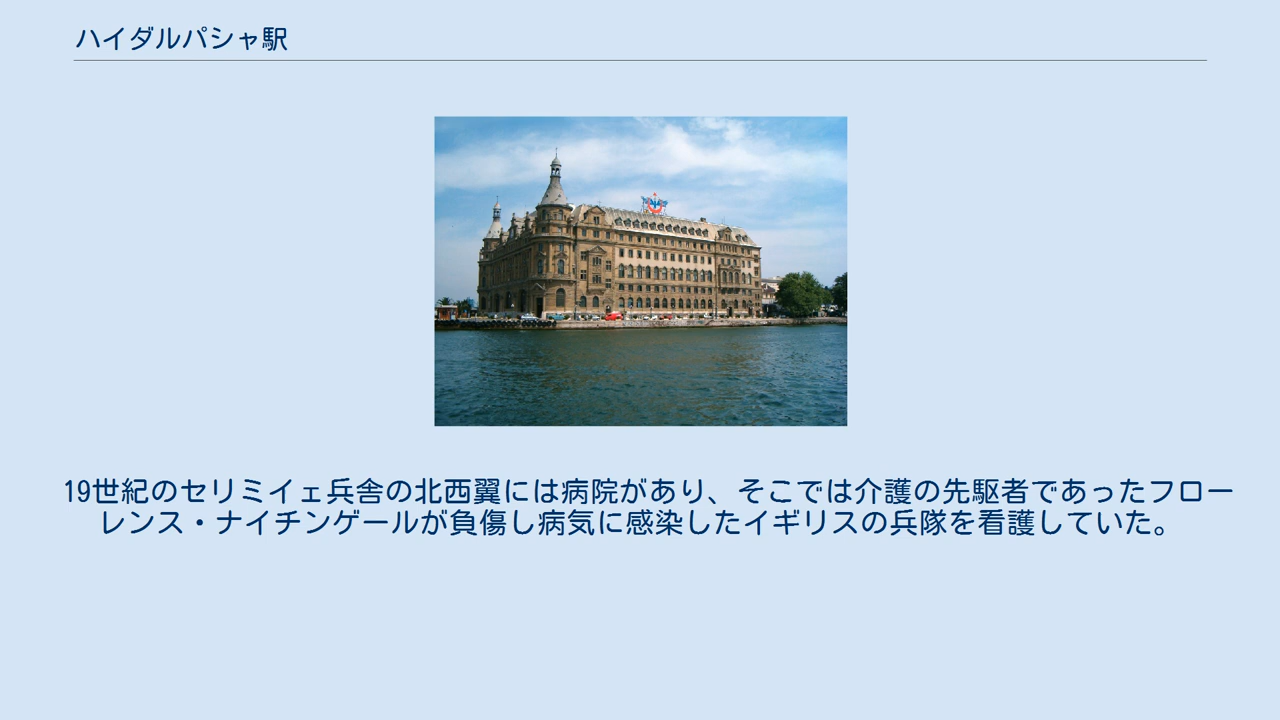 ハイダルパシャ駅
19世紀のセリミイェ兵舎の北西翼には病院があり、そこでは介護の先駆者であったフロー
レンス・ナイチンゲールが負傷し病気に感染したイギリスの兵隊を看護していた。